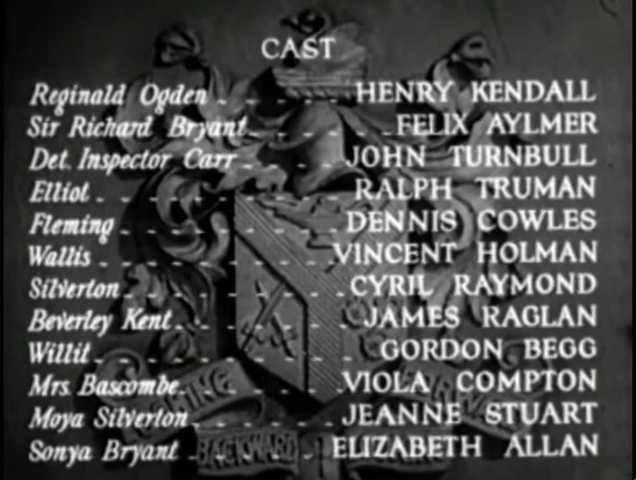 CAST
Reginald Ogden - - - - - - HENRY KENDALL
Sir Richard Bryant - - - - - FELIX AYLMER
Det. Inspector Carr - - - - JOHN TURNBULL
Elliot - - - - - - - - - RALPH TRUMAN
Fleming - - - - - - - - DENNIS COWLES
Wallis - - - - - - - - VINCENT HOLMAN
Silverton - - - - - - - - CYRIL RAYMOND
Beverley Kent - - - - - - - JAMES RAGLAN
Willit - - - - - - - - - - GORDON BEGG
Mrs. Bascombe - - - - - - VIOLA COMPTON
Moya Silverton - - - - - - JEANNE STUART
Sonya Bryant - - - - - ELIZABETH ALLAN
BACKWARD